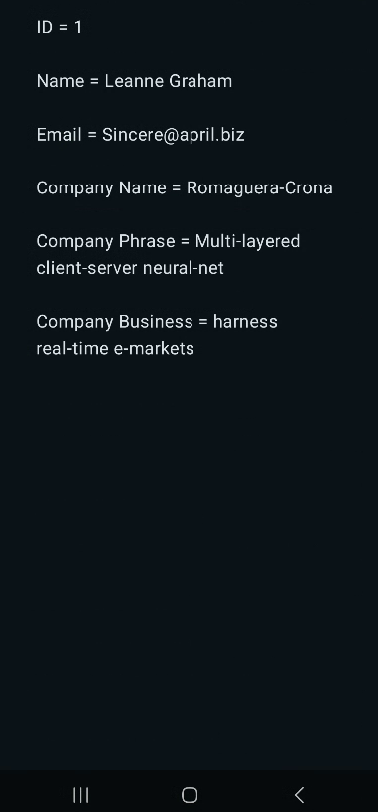 ID = 1
Name = Leanne Graham
Email = Sincere@april.biz
Company Name = Romaguera-Crona
Company Phrase = Multi-layered
client-server neural-net
Company Business = harness
real-time e-markets